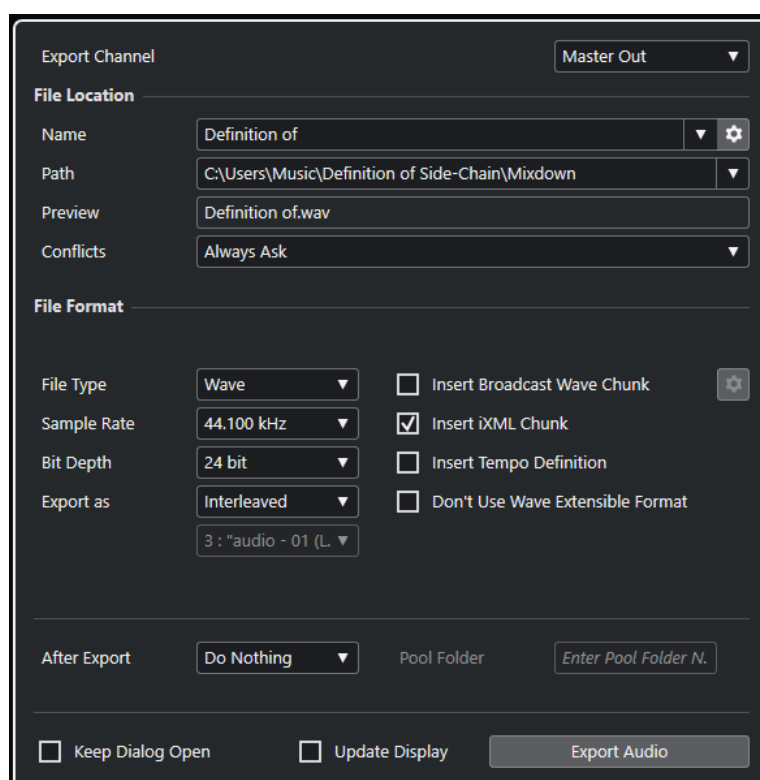 Export Channel Master Out
File Location
Name Definition of
Path C:\Users\Music\Definition of Side-Chain\Mixdown
Preview Definition of.wav
Conflicts Always Ask
File Format
File Type Wave Insert Broadcast Wave Chunk
Sample Rate 44.100 kHz Insert iXML Chunk
Bit Depth 24 bit Insert Tempo Definition
Export as Interleaved Don't Use Wave Extensible Format
3 : "audio - 01 (L.
After Export Do Nothing Pool Folder Enter Pool Folder N.
Keep Dialog Open Update Display Export Audio